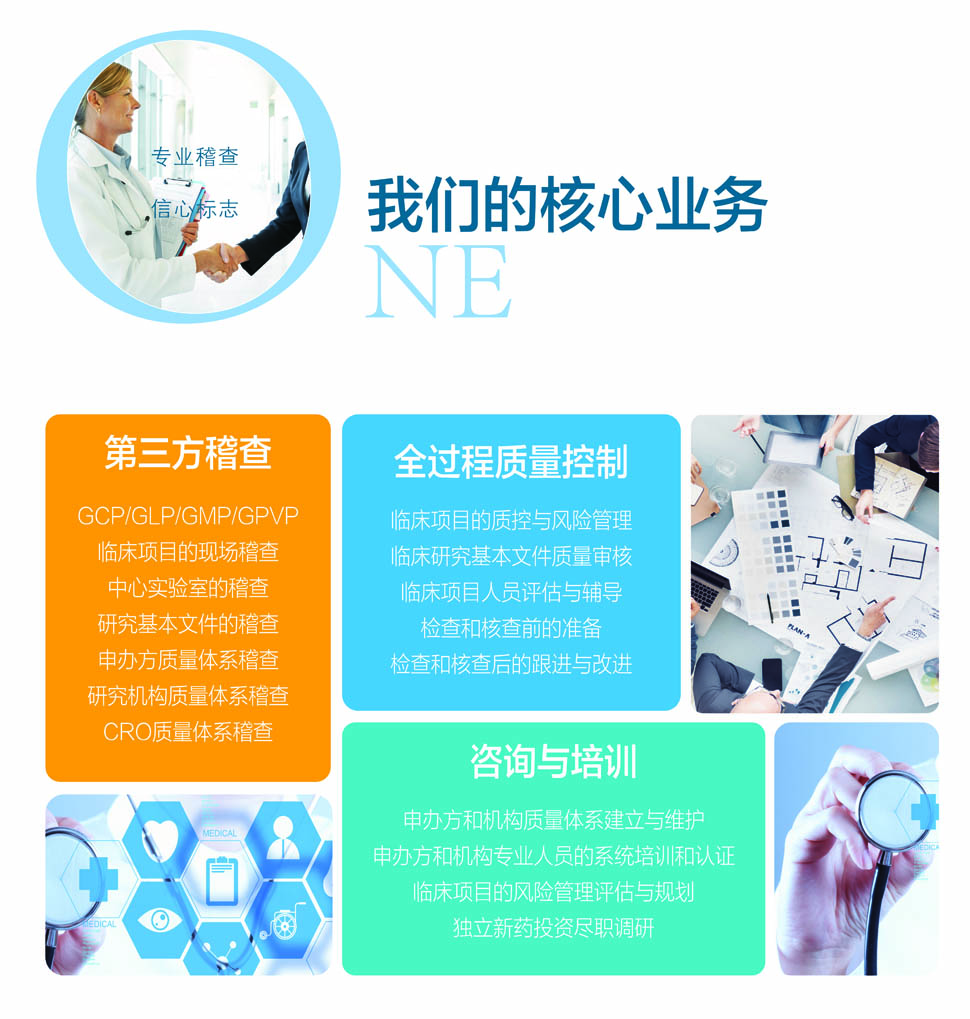 专业稽查
信心标志
我们的核心业务
ONE
第三方稽查
GCP/GLP/GMP/GPVP
临床项目的现场稽查
中心实验室的稽查
研究基本文件的稽查
申办方质量体系稽查
研究机构质量体系稽查
CRO质量体系稽查
全过程质量控制
临床项目的质控与风险管理
临床研究基本文件质量审核
临床项目人员评估与辅导
检查和核查前的准备
检查和核查后的跟进与改进
PLAN-A
咨询与培训
申办方和机构质量体系建立与维护
申办方和机构专业人员的系统培训和认证
临床项目的风险管理评估与规划
独立新药投资尽职调研
MEDICAL
MEDICAL
MEDICA